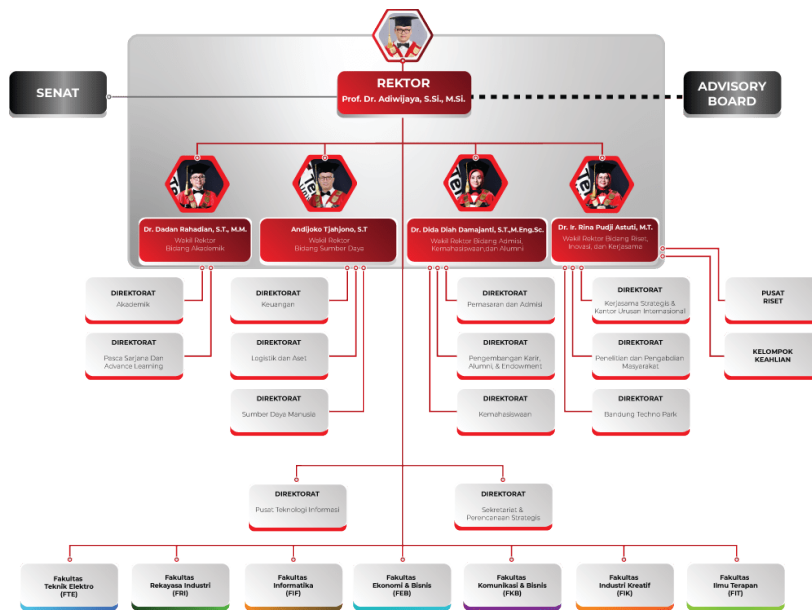 REKTOR
Prof. Dr. Adiwijaya, S.Si., M.Si.
SENAT
ADVISORY
BOARD
Dr. Dadan Rahadian, S.T., M.M.
Wakil Rektor
Bidang Akademik
Andijoko Tjahjono, S.T
Wakil Rektor
Bidang Sumber Daya
Dr. Dida Diah Damajanti, S.T.,M.Eng.Sc.
Wakil Rektor Bidang Admisi,
Kemahasiswaan,dan Alumni
Dr. Ir. Rina Pudji Astuti, M.T.
Wakil Rektor Bidang Riset,
Inovasi, dan Kerjasama
DIREKTORAT
Akademik
DIREKTORAT
Keuangan
DIREKTORAT
Pemasaran dan Admisi
DIREKTORAT
Kerjasama Strategis &
Kantor Urusan Internasional
PUSAT
RISET
DIREKTORAT
Pasca Sarjana Dan
Advance Learning
DIREKTORAT
Logistik dan Aset
DIREKTORAT
Pengembangan Karir,
Alumni, & Endowment
DIREKTORAT
Penelitian dan Pengabdian
Masyarakat
KELOMPOK
KEAHLIAN
DIREKTORAT
Sumber Daya Manusia
DIREKTORAT
Kemahasiswaan
DIREKTORAT
Bandung Techno Park
DIREKTORAT
Pusat Teknologi Informasi
DIREKTORAT
Sekretariat &
Perencanaan Strategis
Fakultas
Teknik Elektro
(FTE)
Fakultas
Rekayasa Industri
(FRI)
Fakultas
Informatika
(FIF)
Fakultas
Ekonomi & Bisnis
(FEB)
Fakultas
Komunikasi & Bisnis
(FKB)
Fakultas
Industri Kreatif
(FIK)
Fakultas
Ilmu Terapan
(FIT)